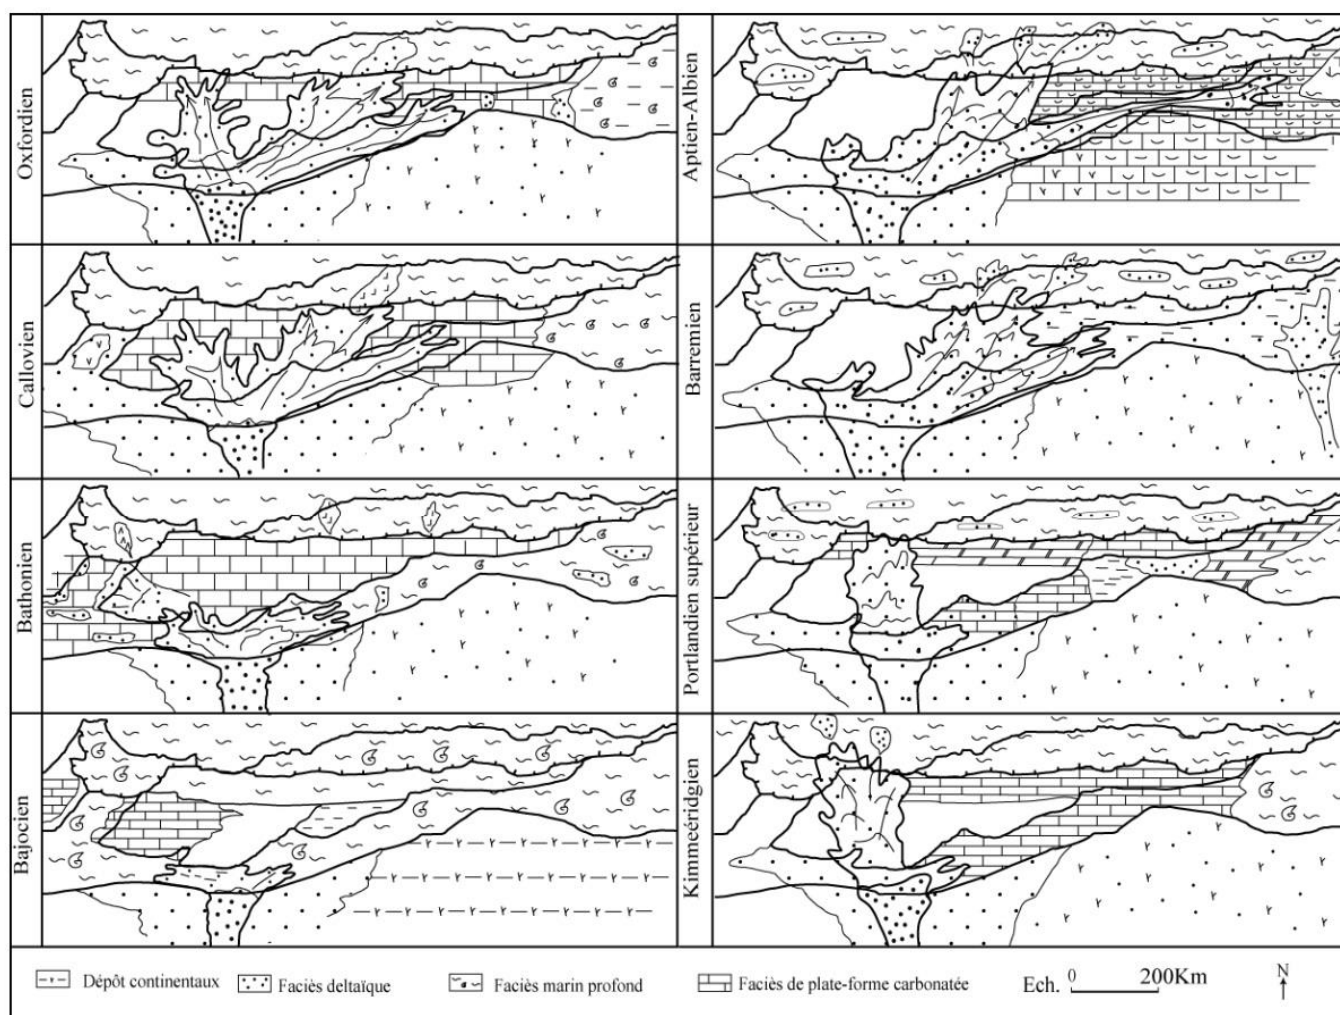 Oxfordien
Aptien-Albien
Callovien
Barremien
Bathonien
Portlandien supérieur
Bajocien
Kimmeéridgien
Dépôt continentaux
Faciès deltaïque
Faciès marin profond
Faciès de plate-forme carbonatée
Ech. 0 200Km
N